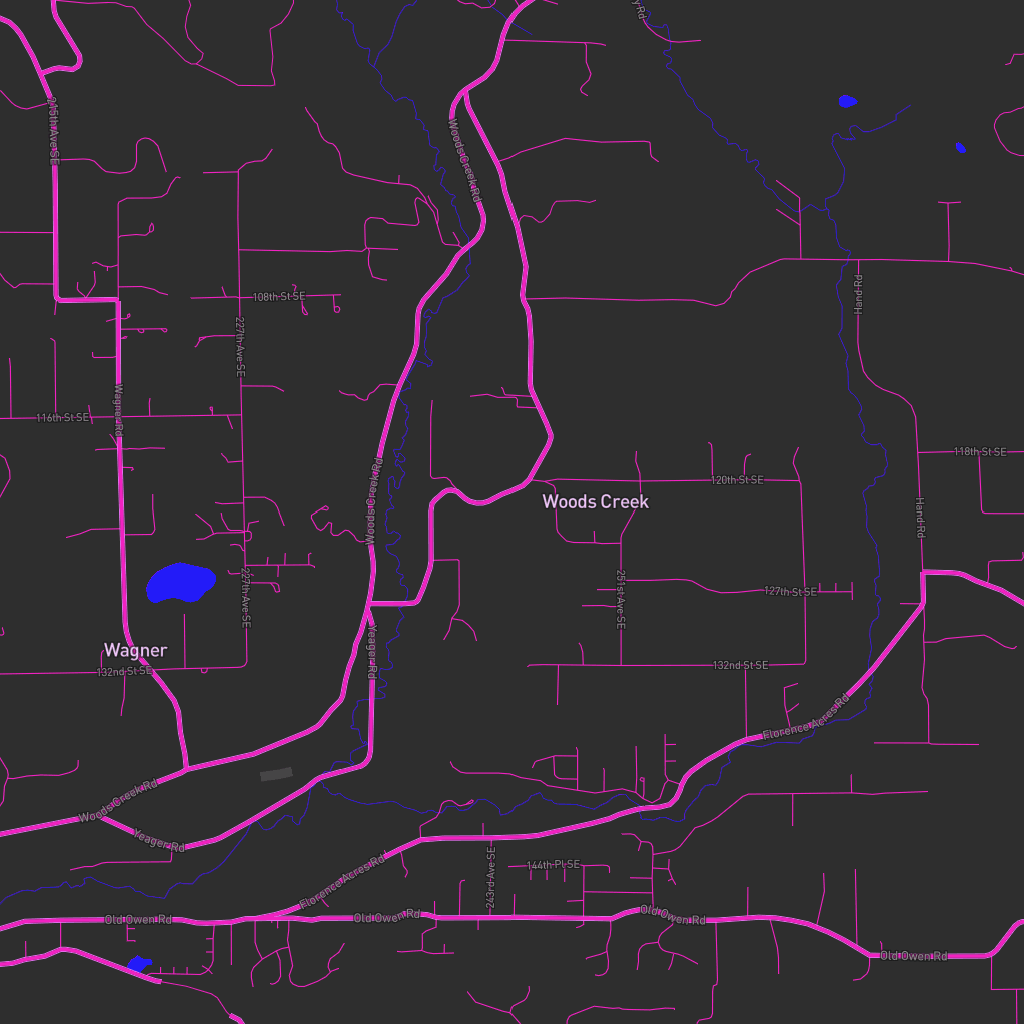 215th Ave SE
Woods Creek Rd
108th St SE
Hand Rd
227th Ave SE
Wagner Rd
116th St SE
118th St SE
120th St SE
Woods Creek
Woods Creek Rd
Hand Rd
227th Ave SE
251st Ave SE
127th St SE
Wagner
132nd St SE
Yeager Rd
132nd St SE
Florence Acres Rd
Woods Creek Rd
Yeager Rd
144th Pl SE
243rd Ave SE
Florence Acres Rd
Old Owen Rd
Old Owen Rd
Old Owen Rd
Old Owen Rd